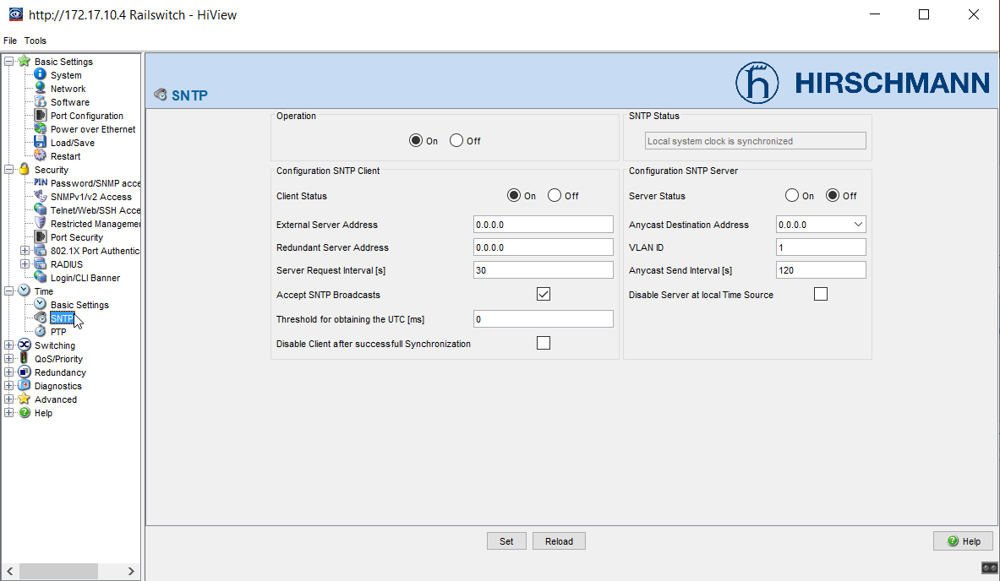 http://172.17.10.4 Railswitch - HiView
File Tools
Basic Settings
System
Network
Software
Port Configuration
Power over Ethernet
Load/Save
Restart
Security
PIN Password/SNMP acce
SNMPv1/v2 Access
Telnet/Web/SSH Acce
Restricted Managemen
Port Security
802.1X Port Authentic
RADIUS
Login/CLI Banner
Time
Basic Settings
SNTP
PTP
Switching
QoS/Priority
Redundancy
Diagnostics
Advanced
Help
SNTP
HIRSCHMANN
Operation
On Off
SNTP Status
Local system clock is synchronized
Configuration SNTP Client
Client Status On Off
External Server Address 0.0.0.0
Redundant Server Address 0.0.0.0
Server Request Interval [s] 30
Accept SNTP Broadcasts
Threshold for obtaining the UTC [ms] 0
Disable Client after successfull Synchronization
Configuration SNTP Server
Server Status On Off
Anycast Destination Address 0.0.0.0
VLAN ID 1
Anycast Send Interval [s] 120
Disable Server at local Time Source
Set Reload Help